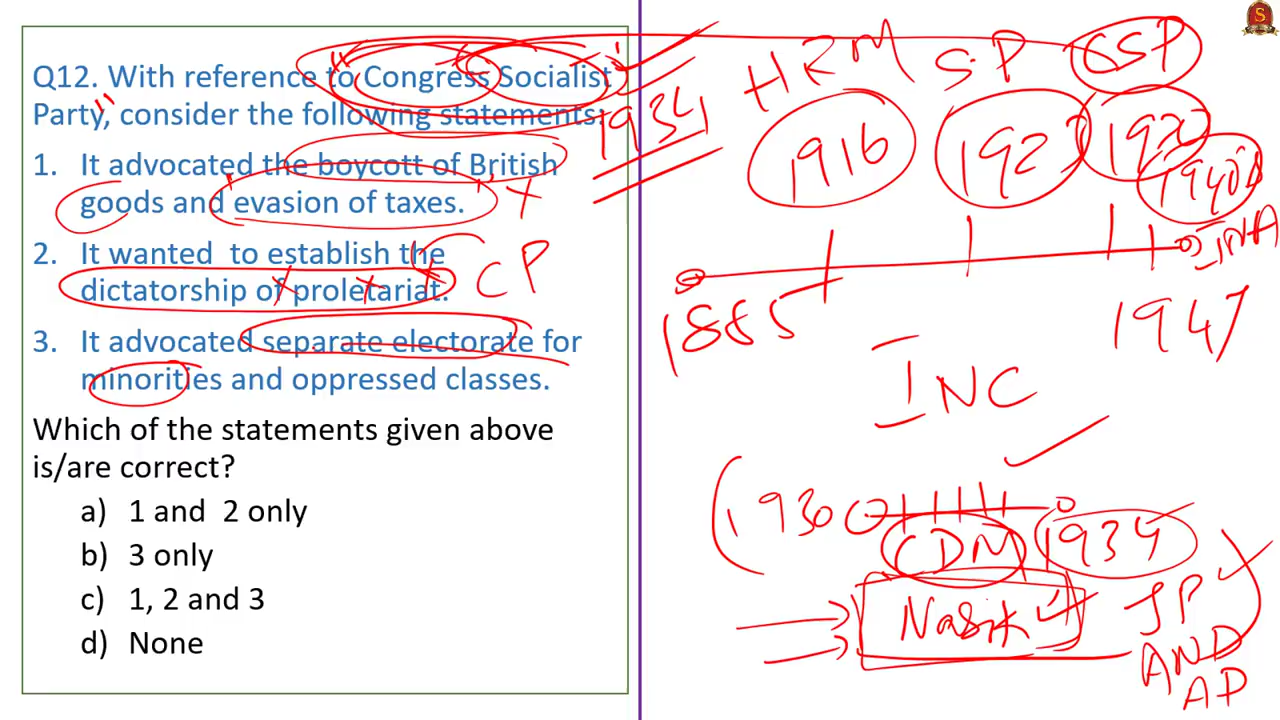 Q12. With reference to "Congress Socialist
Party", consider the following statements:
1. It advocated the boycott of British
goods and evasion of taxes.
2. It wanted to establish the
dictatorship of proletariat.
3. It advocated separate electorate for
minorities and oppressed classes.
Which of the statements given above
is/are correct?
a) 1 and 2 only
b) 3 only
c) 1, 2 and 3
d) None
CP
1934
HRM
SP
CSP
1916
192
192
1940s
INA
1885
1947
INC
1930
CDM
1934
Nasik
JP
AND
AP
S